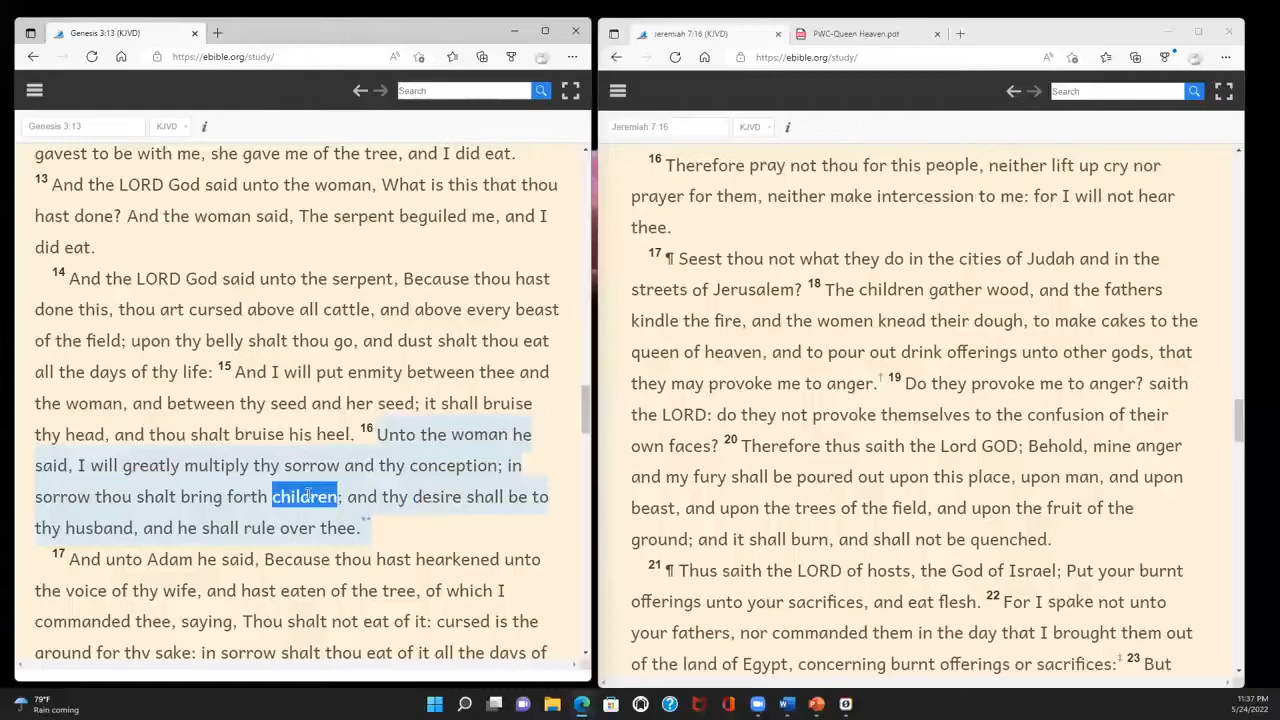 Genesis 3:13 (KJVD)
https://ebible.org/study/
Search
Genesis 3:13
KJVD
gavest to be with me, she gave me of the tree, and I did eat.
13 And the LORD God said unto the woman, What is this that thou
hast done? And the woman said, The serpent beguiled me, and I
did eat.
14 And the LORD God said unto the serpent, Because thou hast
done this, thou art cursed above all cattle, and above every beast
of the field; upon thy belly shalt thou go, and dust shalt thou eat
all the days of thy life: 15 And I will put enmity between thee and
the woman, and between thy seed and her seed; it shall bruise
thy head, and thou shalt bruise his heel. 16 Unto the woman he
said, I will greatly multiply thy sorrow and thy conception; in
sorrow thou shalt bring forth children; and thy desire shall be to
thy husband, and he shall rule over thee.**
17 And unto Adam he said, Because thou hast hearkened unto
the voice of thy wife, and hast eaten of the tree, of which I
commanded thee, saying, Thou shalt not eat of it: cursed is the
ground for thy sake; in sorrow shalt thou eat of it all the days of
Jeremiah 7:16 (KJVD)
PWC-Queen Heaven.pdf
https://ebible.org/study/
Search
Jeremiah 7:16
KJVD
16 Therefore pray not thou for this people, neither lift up cry nor
prayer for them, neither make intercession to me: for I will not hear
thee.
17 ¶ Seest thou not what they do in the cities of Judah and in the
streets of Jerusalem? 18 The children gather wood, and the fathers
kindle the fire, and the women knead their dough, to make cakes to the
queen of heaven, and to pour out drink offerings unto other gods, that
they may provoke me to anger.† 19 Do they provoke me to anger? saith
the LORD: do they not provoke themselves to the confusion of their
own faces? 20 Therefore thus saith the Lord GOD; Behold, mine anger
and my fury shall be poured out upon this place, upon man, and upon
beast, and upon the trees of the field, and upon the fruit of the
ground; and it shall burn, and shall not be quenched.
21 ¶ Thus saith the LORD of hosts, the God of Israel; Put your burnt
offerings unto your sacrifices, and eat flesh. 22 For I spake not unto
your fathers, nor commanded them in the day that I brought them out
of the land of Egypt, concerning burnt offerings or sacrifices:‡ 23 But
79°F
Rain coming
11:37 PM
5/24/2022